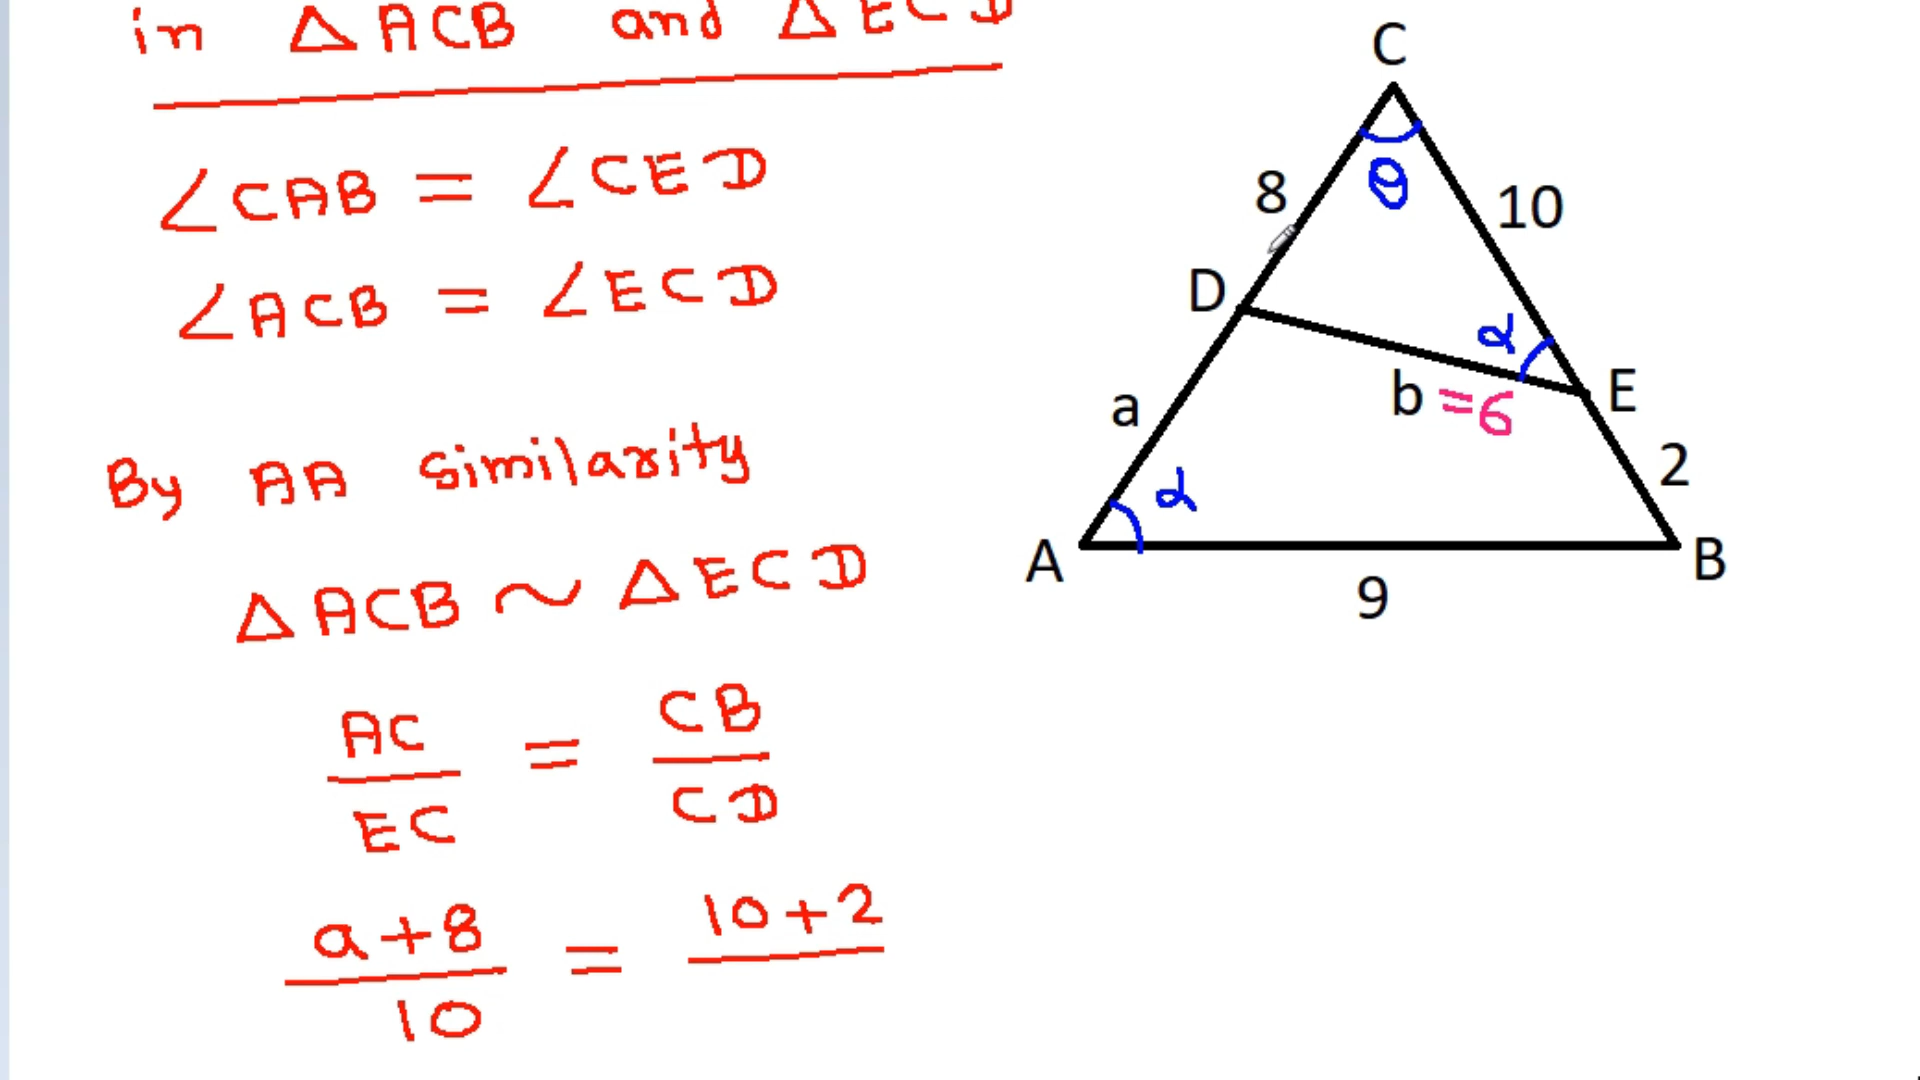 in △ACB and △ECD
∠CAB = ∠CED
∠ACB = ∠ECD
By AA Similarity
△ACB ~ △ECD
AC/EC = CB/CD
a+8/10 = 10+2/
C
θ
8
10
D
α
E
b =6
a
2
α
A
B
9